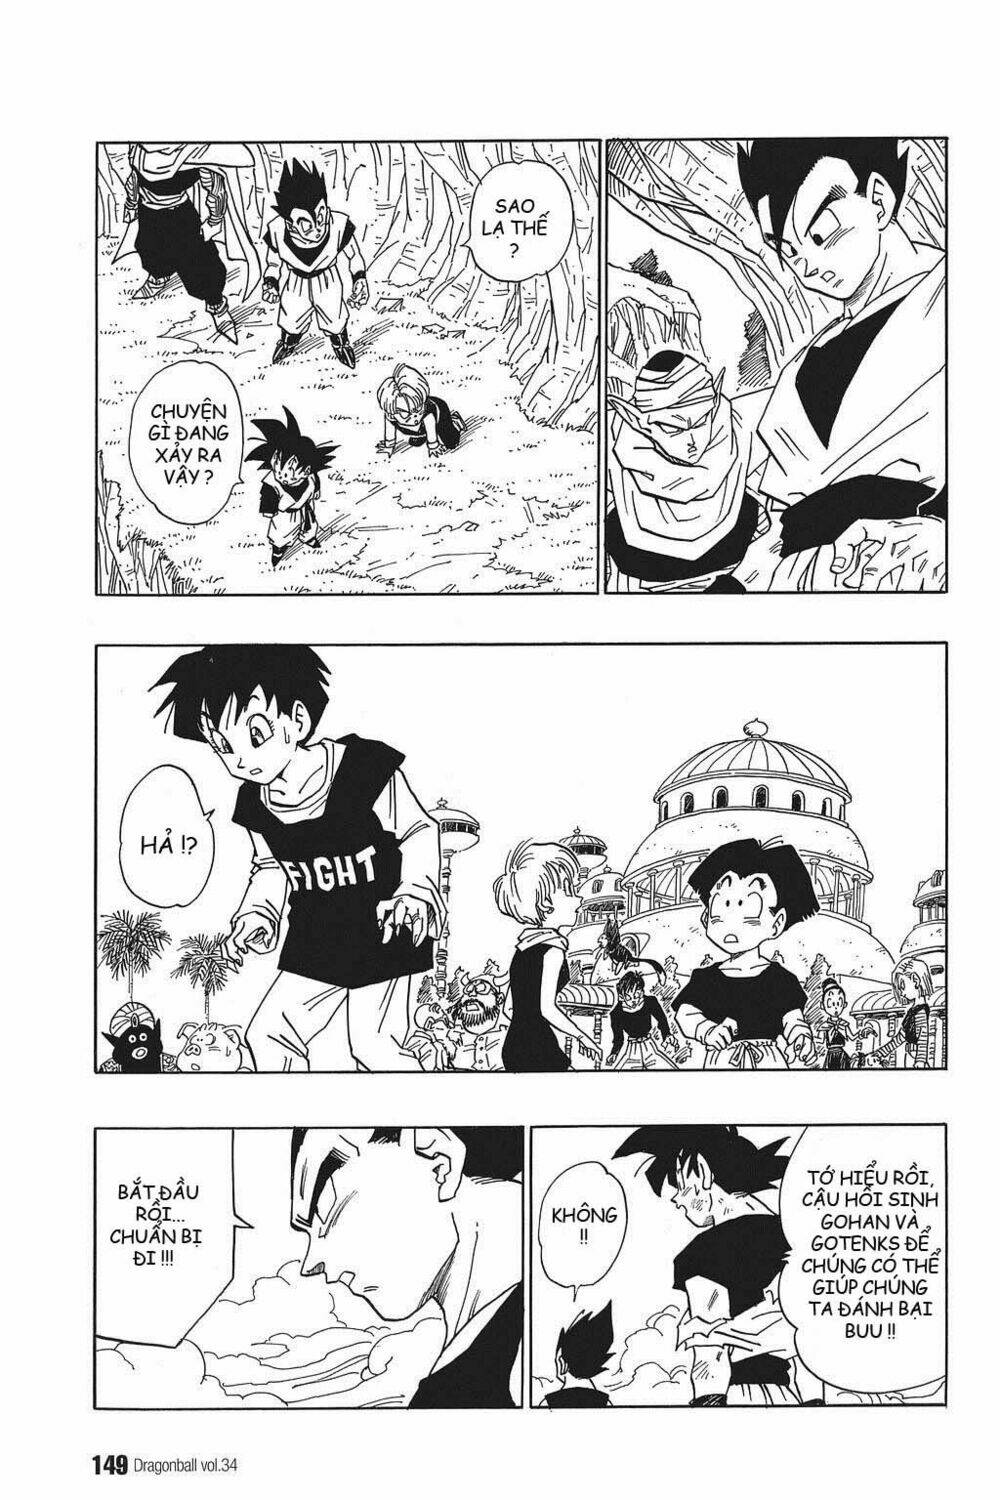 SAO
LẠ THẾ
?
CHUYỆN
GÌ ĐANG
XẢY RA
VẬY ?
HẢ !?
FIGHT
BẮT ĐẦU
RỒI...
CHUẨN BỊ
ĐI !!!
KHÔNG
!!
TỚ HIỂU RỒI,
CẬU HỒI SINH
GOHAN VÀ
GOTENKS ĐỂ
CHÚNG CÓ THỂ
GIÚP CHÚNG
TA ĐÁNH BẠI
BUU !!
149 Dragonball vol.34